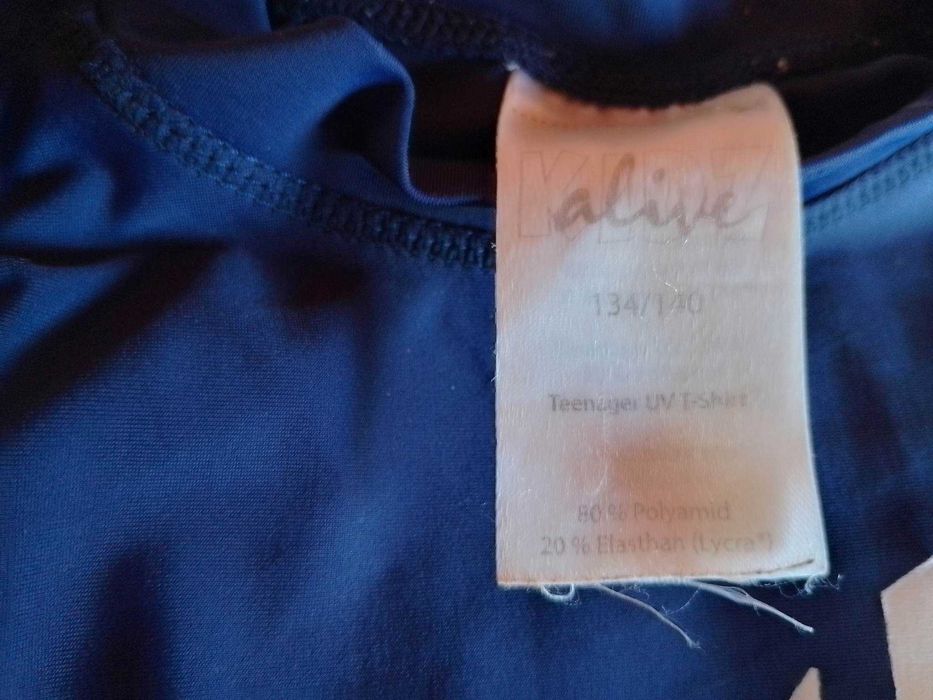 KIDZ
alive
134/140
Teenager UV T-Shirt
80 % Polyamid
20 % Elasthan (Lycra®)